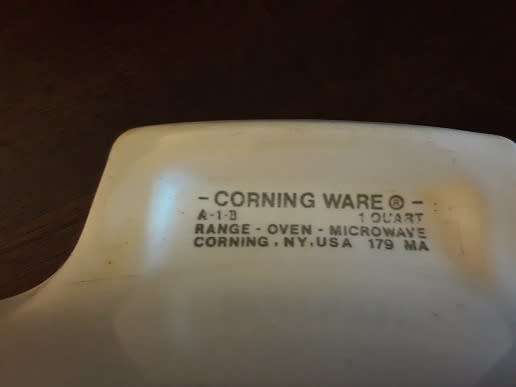 - CORNING WARE ® -
A-1-B 1 QUART
RANGE - OVEN - MICROWAVE
CORNING, NY, USA 179 MA